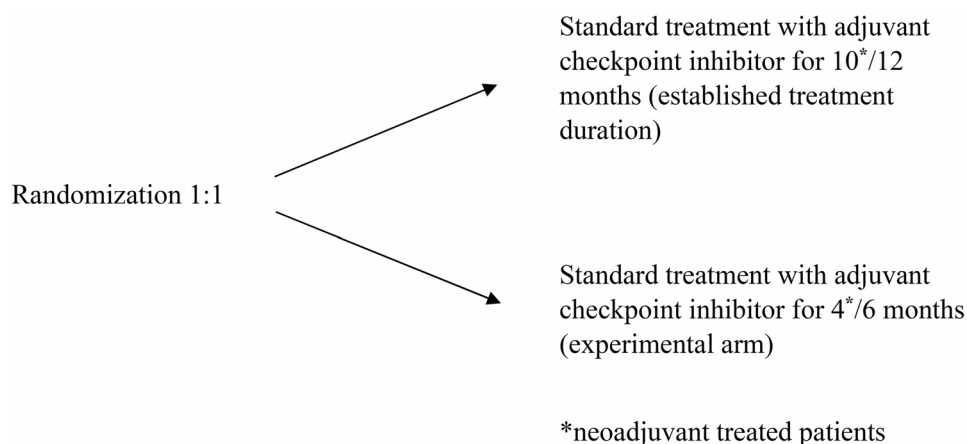 Standard treatment with adjuvant
checkpoint inhibitor for 10*/12
months (established treatment
duration)
Randomization 1:1
Standard treatment with adjuvant
checkpoint inhibitor for 4*/6 months
(experimental arm)
*neoadjuvant treated patients